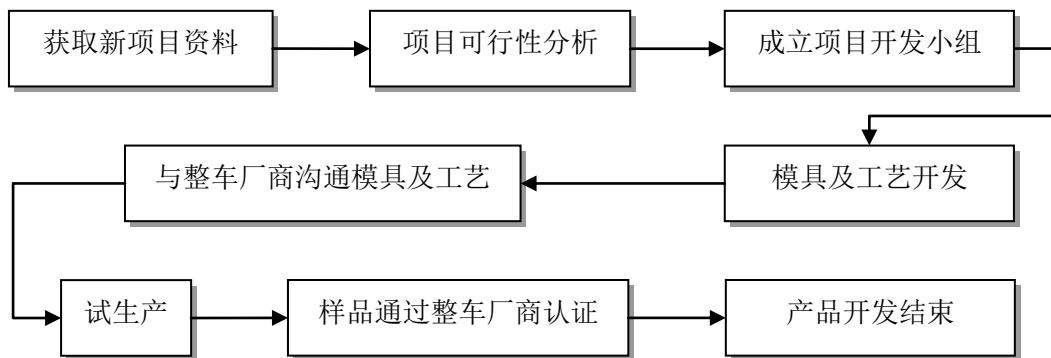 获取新项目资料
项目可行性分析
成立项目开发小组
模具及工艺开发
与整车厂商沟通模具及工艺
试生产
样品通过整车厂商认证
产品开发结束